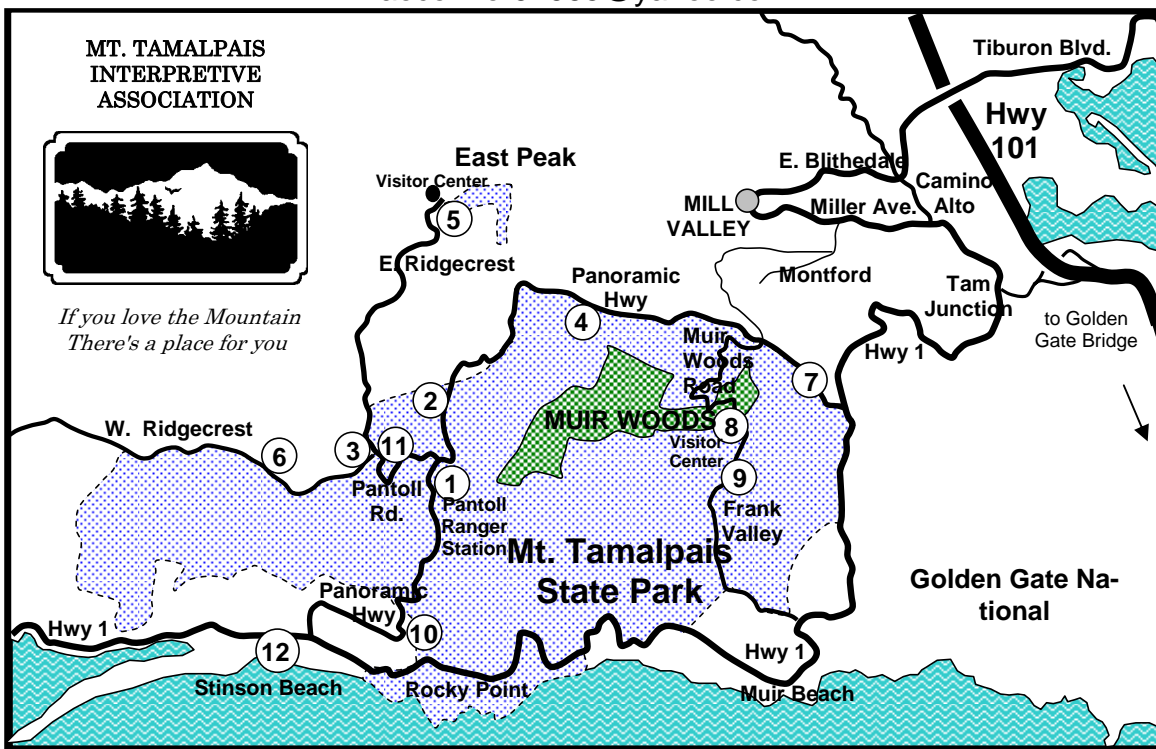 MT. TAMALPAIS
INTERPRETIVE
ASSOCIATION
If you love the Mountain
There's a place for you
Tiburon Blvd.
Hwy
101
E. Blithedale
Camino
Alto
MILL
VALLEY
Miller Ave.
Montford
Tam
Junction
to Golden
Gate Bridge
East Peak
Visitor Center
5
E. Ridgecrest
Panoramic
Hwy
4
Muir
Woods
Road
7
Hwy 1
2
MUIR WOODS
8
Visitor
Center
W. Ridgecrest
6
3
11
Pantoll
Rd.
1
Pantoll
Ranger
Station
9
Frank
Valley
Mt. Tamalpais
State Park
Golden Gate Na-
tional
Panoramic
Hwy
10
Hwy 1
12
Stinson Beach
Rocky Point
Hwy 1
Muir Beach